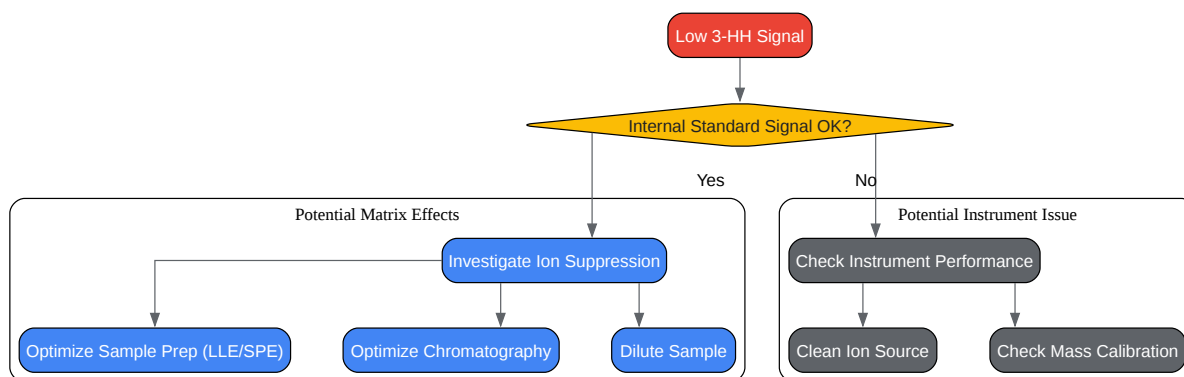 Low 3-HH Signal
Internal Standard Signal OK?
Yes
No
Potential Matrix Effects
Potential Instrument Issue
Investigate Ion Suppression
Check Instrument Performance
Optimize Sample Prep (LLE/SPE)
Optimize Chromatography
Dilute Sample
Clean Ion Source
Check Mass Calibration